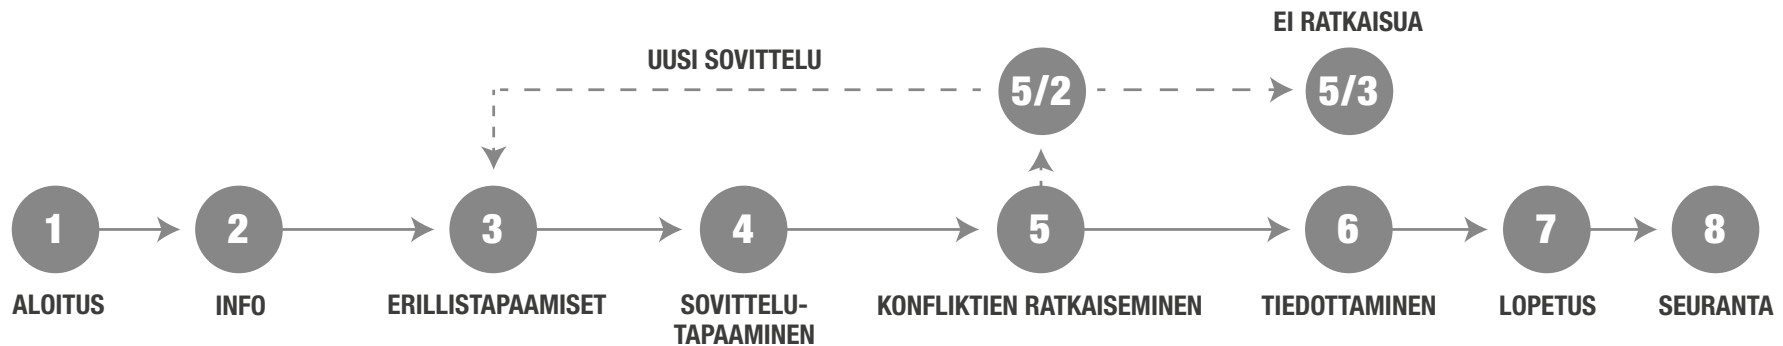 EI RATKAISUA
UUSI SOVITTELU
5/2
5/3
1
2
3
4
5
6
7
8
ALOITUS
INFO
ERILLISTAPAAMISET
SOVITTELU-
TAPAAMINEN
KONFLIKTIEN RATKAISEMINEN
TIEDOTTAMINEN
LOPETUS
SEURANTA